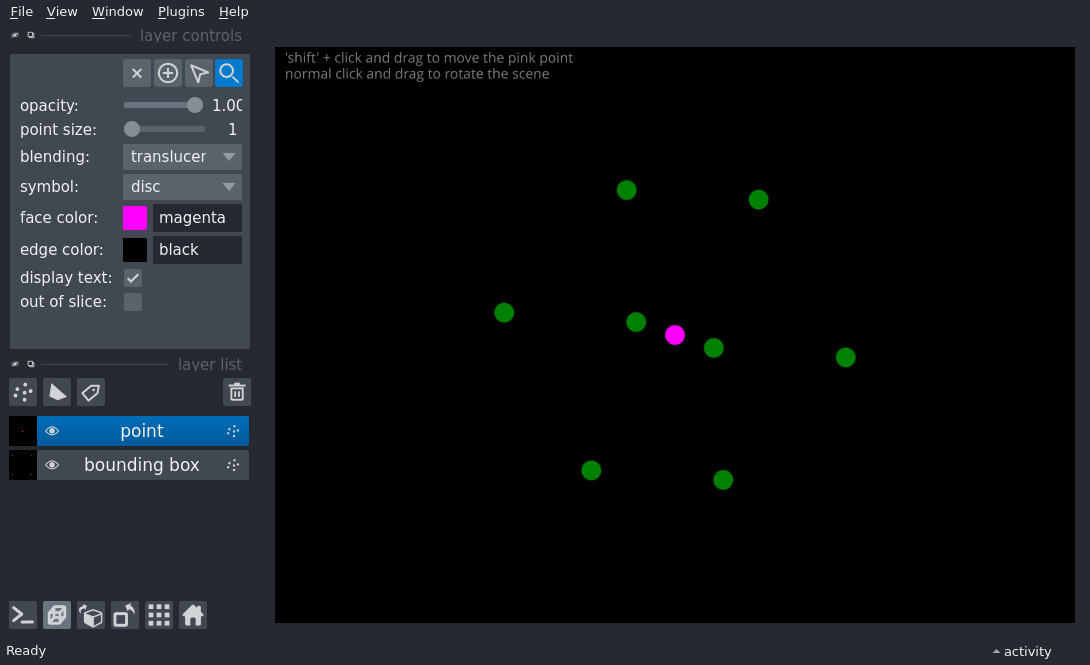 File View Window Plugins Help
layer controls
'shift' + click and drag to move the pink point
normal click and drag to rotate the scene
opacity: 1.00
point size: 1
blending: translucer
symbol: disc
face color: magenta
edge color: black
display text:
out of slice:
layer list
point
bounding box
Ready
activity